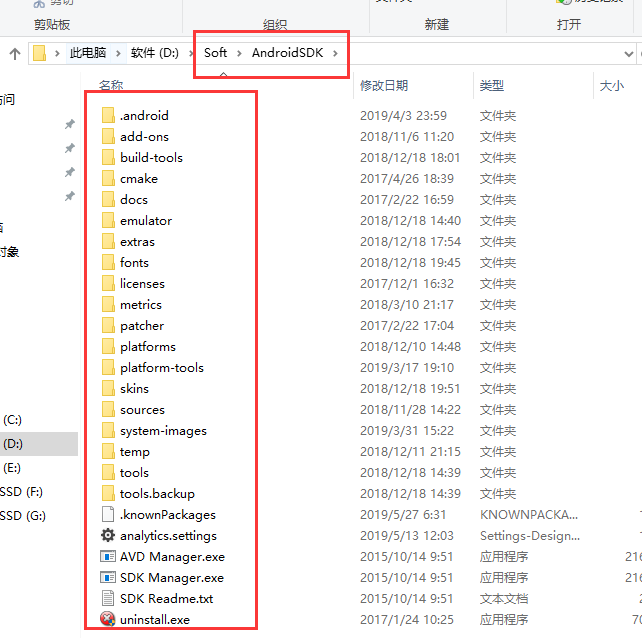 剪切
剪贴板 组织 新建 打开
此电脑 › 软件 (D:) › Soft › AndroidSDK ›
名称 修改日期 类型 大小
.android 2019/4/3 23:59 文件夹
add-ons 2018/11/6 11:20 文件夹
build-tools 2018/12/18 18:01 文件夹
cmake 2017/4/26 18:39 文件夹
docs 2017/2/22 16:59 文件夹
emulator 2018/12/18 14:40 文件夹
对象 extras 2018/12/18 17:54 文件夹
fonts 2018/12/18 19:45 文件夹
licenses 2017/12/1 16:32 文件夹
metrics 2018/3/10 21:17 文件夹
patcher 2017/2/22 17:04 文件夹
platforms 2018/12/10 14:48 文件夹
platform-tools 2019/3/17 19:10 文件夹
skins 2018/12/18 19:51 文件夹
sources 2018/11/28 14:22 文件夹
(C:) system-images 2019/3/31 15:22 文件夹
(D:) temp 2018/12/11 21:15 文件夹
(E:) tools 2018/12/18 14:39 文件夹
SSD (F:) tools.backup 2018/12/18 14:39 文件夹
SSD (G:) .knownPackages 2019/5/27 6:31 KNOWNPACKA...
analytics.settings 2019/5/13 12:03 Settings-Design...
AVD Manager.exe 2015/10/14 9:51 应用程序
SDK Manager.exe 2015/10/14 9:51 应用程序
SDK Readme.txt 2015/10/14 9:51 文本文档
uninstall.exe 2017/1/24 10:25 应用程序